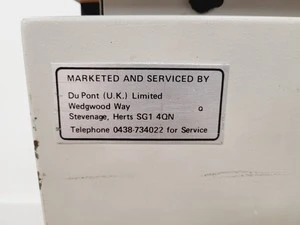 MARKETED AND SERVICED BY
Du Pont (U.K.) Limited
Wedgwood Way
Stevenage, Herts SG1 4QN
Telephone 0438-734022 for Service